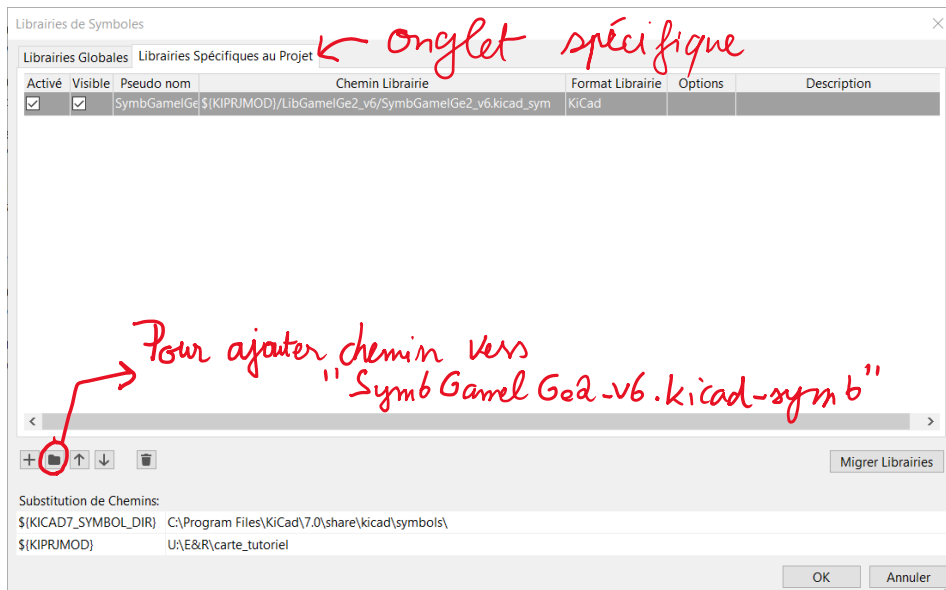 Librairies de Symboles
onglet spécifique
Librairies Globales Librairies Spécifiques au Projet
Activé Visible Pseudo nom Chemin Librairie Format Librairie Options Description
SymbGamelGe ${KIPRJMOD}/LibGamelGe2_v6/SymbGamelGe2_v6.kicad_sym KiCad
Pour ajouter chemin vers
"SymbGamelGe2_v6.kicad_symb"
Migrer Librairies
Substitution de Chemins:
${KICAD7_SYMBOL_DIR} C:\Program Files\KiCad\7.0\share\kicad\symbols\
${KIPRJMOD} U:\E&R\carte_tutoriel
OK Annuler